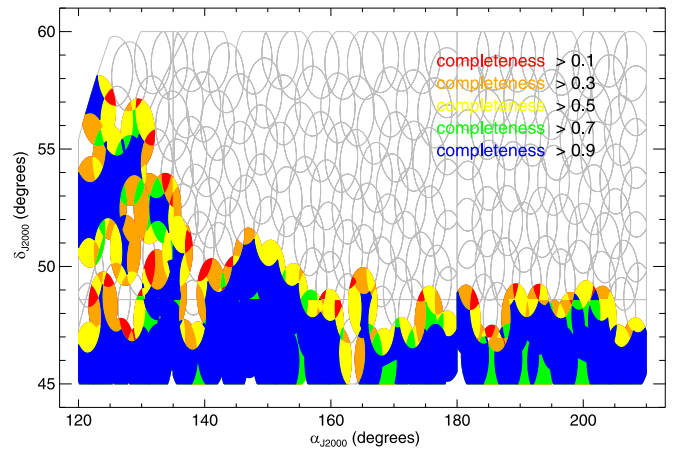 60
completeness > 0.1
completeness > 0.3
completeness > 0.5
completeness > 0.7
completeness > 0.9
55
δJ2000 (degrees)
50
45
120 140 160 180 200
αJ2000 (degrees)